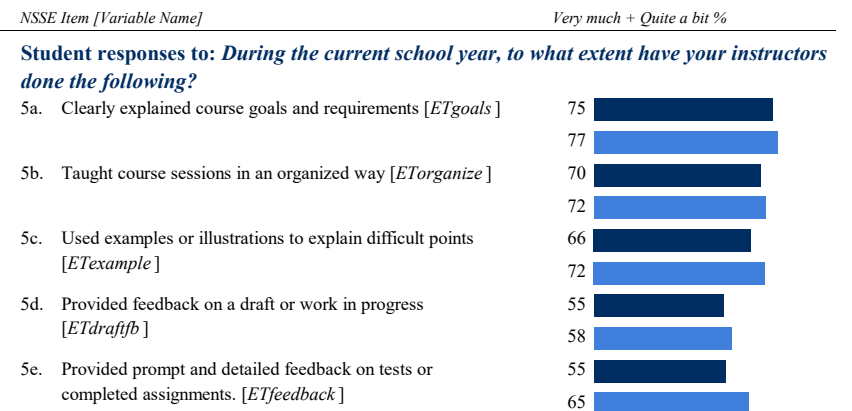 NSSE Item [Variable Name] Very much + Quite a bit %
Student responses to: During the current school year, to what extent have your instructors
done the following?
5a. Clearly explained course goals and requirements [ETgoals ] 75
77
5b. Taught course sessions in an organized way [ETorganize ] 70
72
5c. Used examples or illustrations to explain difficult points 66
[ETexample ]
72
5d. Provided feedback on a draft or work in progress 55
[ETdraftfb ]
58
5e. Provided prompt and detailed feedback on tests or 55
completed assignments. [ETfeedback ]
65